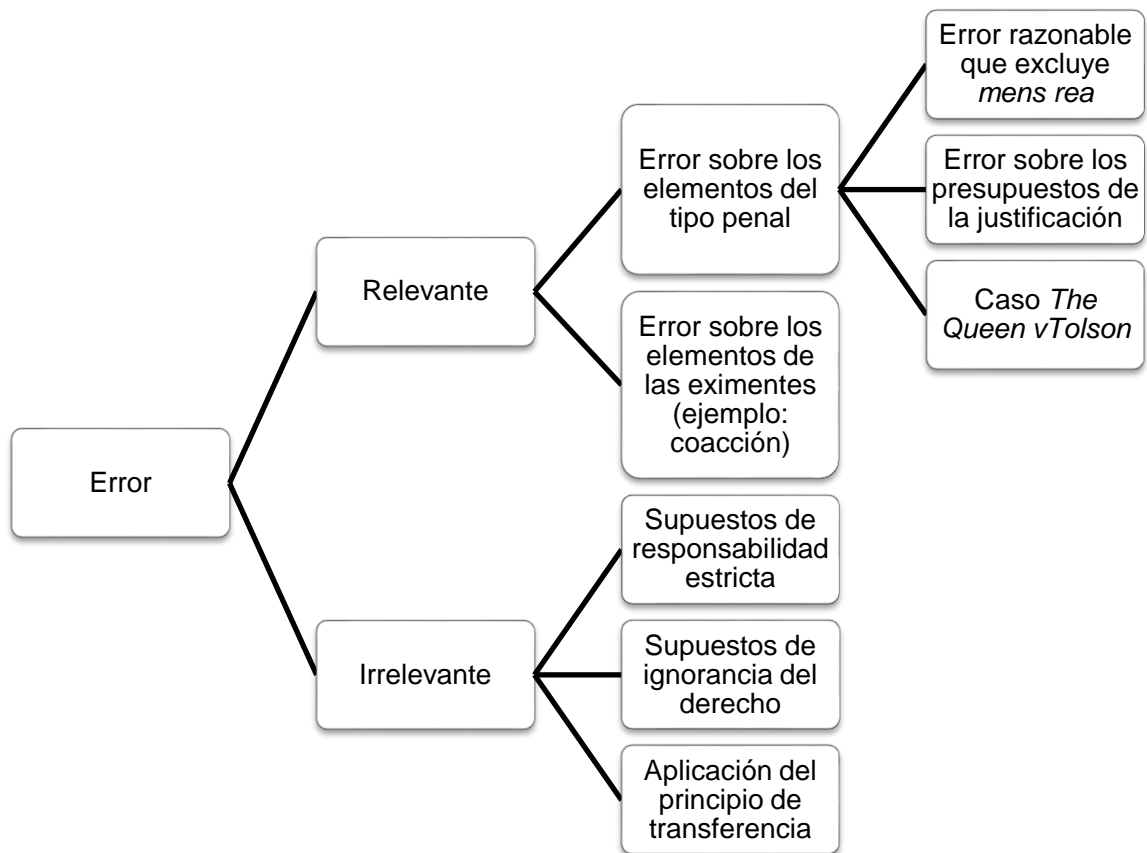 Error
Relevante
Error sobre los
elementos del
tipo penal
Error razonable
que excluye
mens rea
Error sobre los
presupuestos de
la justificación
Caso The
Queen vTolson
Error sobre los
elementos de
las eximentes
(ejemplo:
coacción)
Irrelevante
Supuestos de
responsabilidad
estricta
Supuestos de
ignorancia del
derecho
Aplicación del
principio de
transferencia